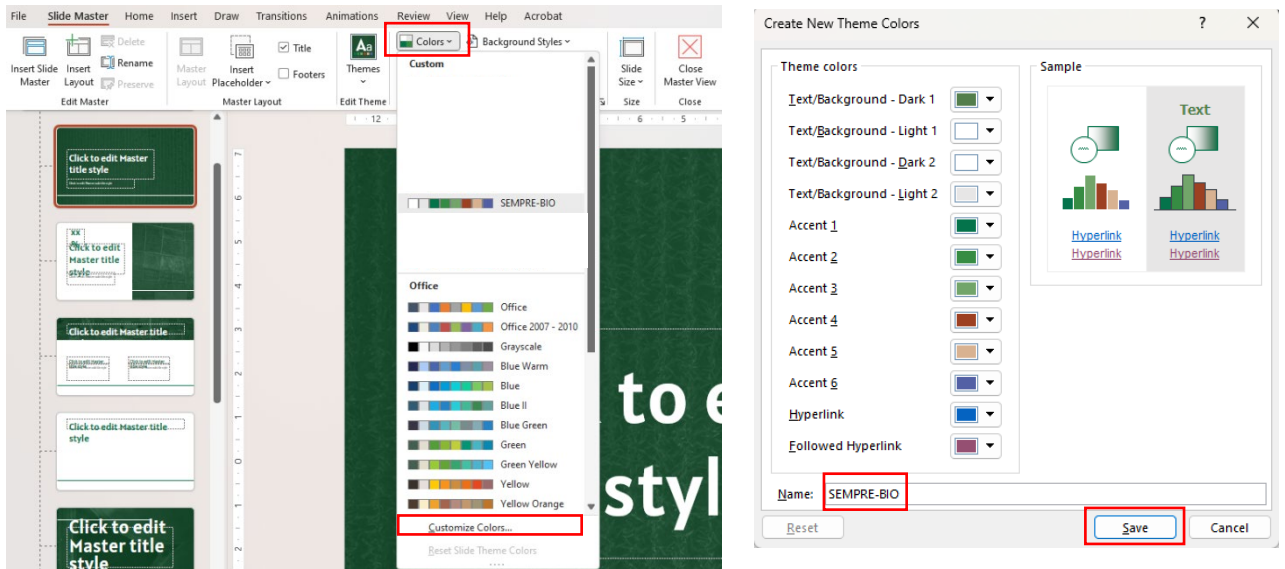 File Slide Master Home Insert Draw Transitions Animations Review View Help Acrobat
Insert Slide Master
Insert Layout
Delete
Rename
Preserve
Edit Master
Master Layout
Insert Placeholder
Title
Footers
Master Layout
Aa
Themes
Edit Theme
Colors
Background Styles
Slide Size
Size
Close Master View
Close
Custom
SEMPRE-BIO
Office
Office
Office 2007 - 2010
Grayscale
Blue Warm
Blue
Blue II
Blue Green
Green
Green Yellow
Yellow
Yellow Orange
Customize Colors...
Reset Slide Theme Colors
12
6 5
Click to edit Master
title style
xx
%
Click to edit
Master title
style
Click to edit Master title
Click to edit Master title
style
Click to edit
Master title
style
to e
styl
Create New Theme Colors ? X
Theme colors
Text/Background - Dark 1
Text/Background - Light 1
Text/Background - Dark 2
Text/Background - Light 2
Accent 1
Accent 2
Accent 3
Accent 4
Accent 5
Accent 6
Hyperlink
Followed Hyperlink
Sample
Text
Hyperlink Hyperlink
Hyperlink Hyperlink
Name: SEMPRE-BIO
Reset Save Cancel